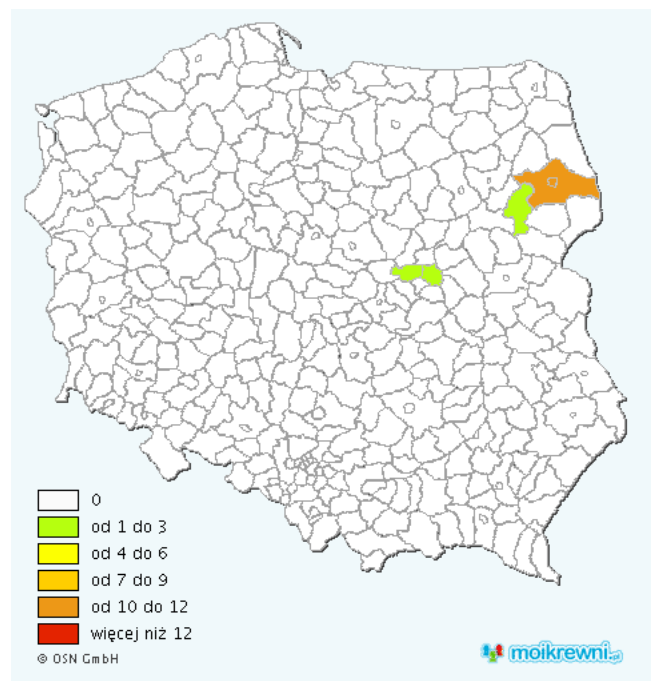 0
od 1 do 3
od 4 do 6
od 7 do 9
od 10 do 12
więcej niż 12
© OSN GmbH
moikrewni.pl